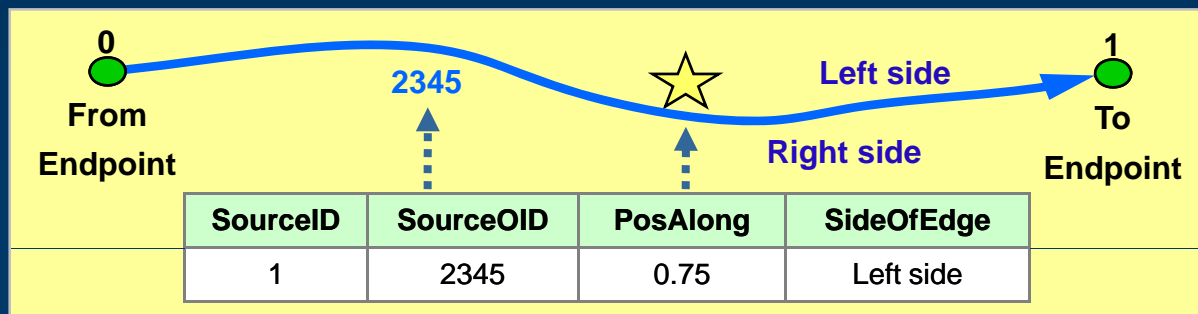 0
1
2345
Left side
From
Endpoint
To
Endpoint
Right side
SourceID SourceOID PosAlong SideOfEdge
1 2345 0.75 Left side